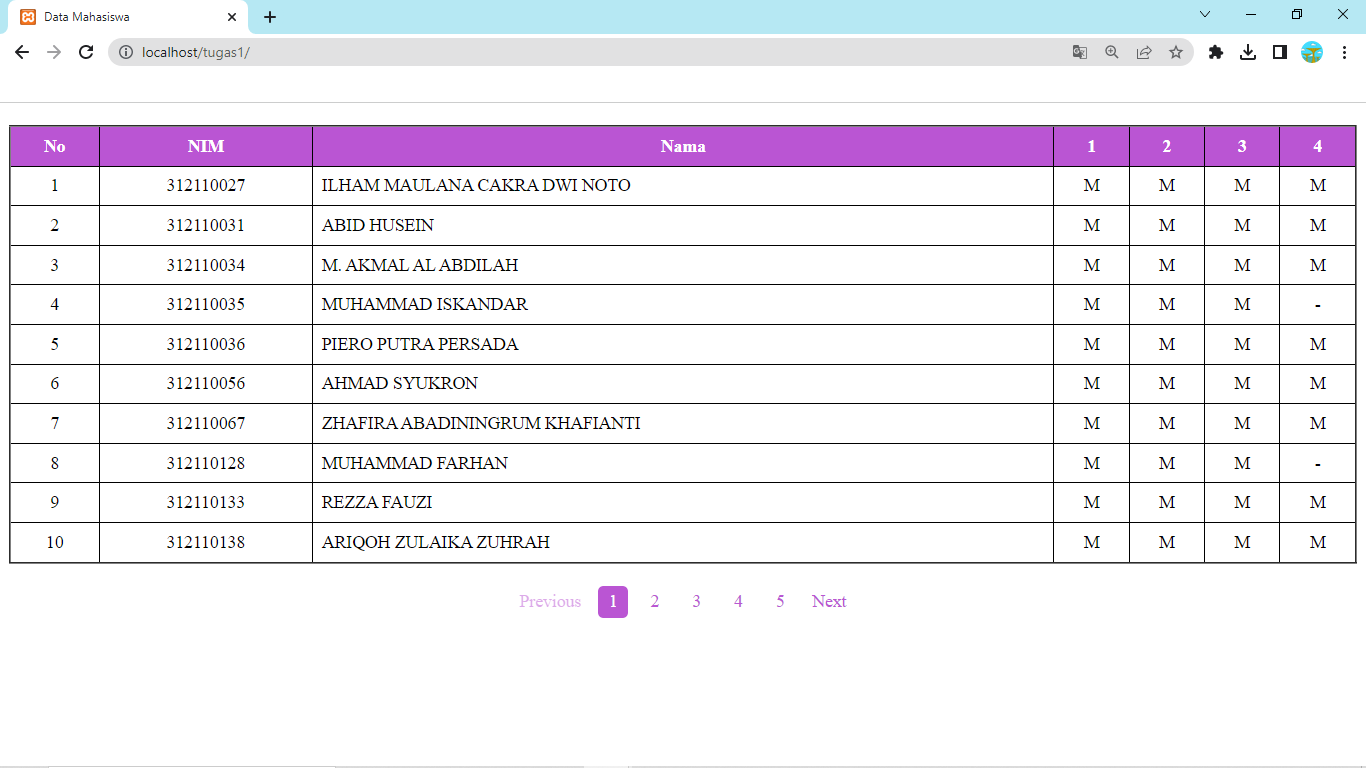 Data Mahasiswa
localhost/tugas1/
No NIM Nama 1 2 3 4
1 312110027 ILHAM MAULANA CAKRA DWI NOTO M M M M
2 312110031 ABID HUSEIN M M M M
3 312110034 M. AKMAL AL ABDILAH M M M M
4 312110035 MUHAMMAD ISKANDAR M M M -
5 312110036 PIERO PUTRA PERSADA M M M M
6 312110056 AHMAD SYUKRON M M M M
7 312110067 ZHAFIRA ABADININGRUM KHAFIANTI M M M M
8 312110128 MUHAMMAD FARHAN M M M -
9 312110133 REZZA FAUZI M M M M
10 312110138 ARIQOH ZULAIKA ZUHRAH M M M M
Previous 1 2 3 4 5 Next